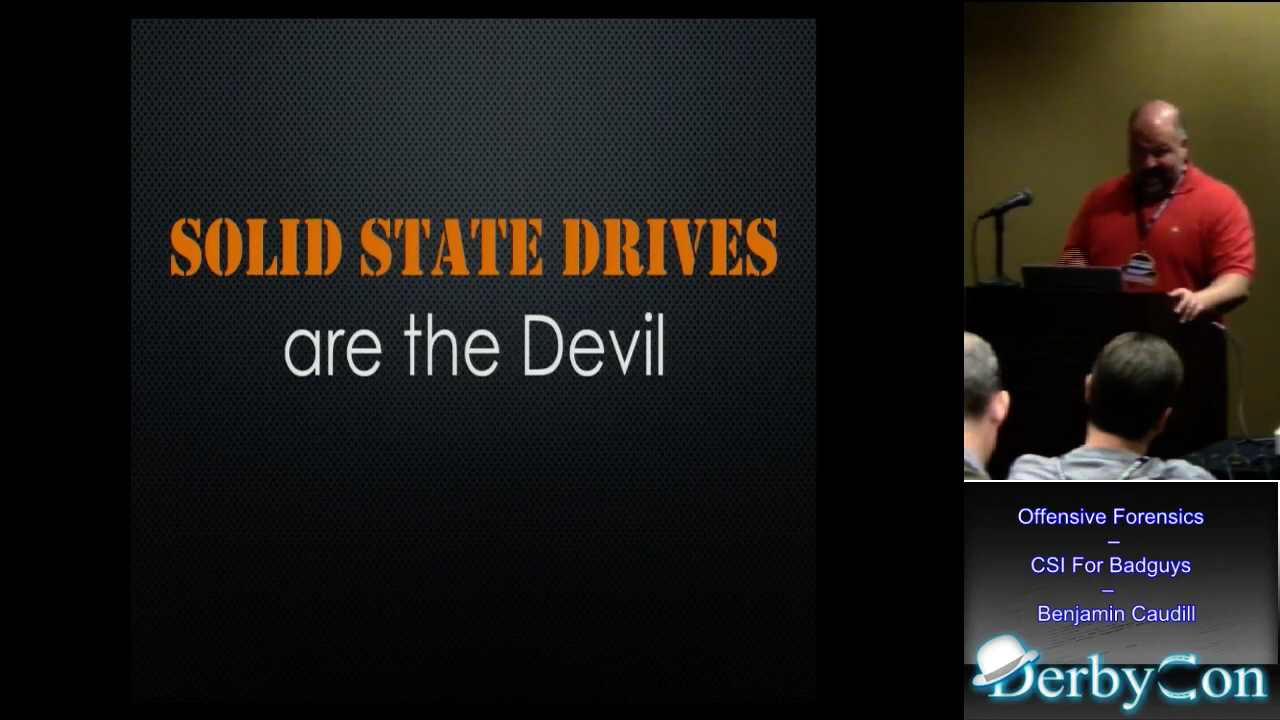 SOLID STATE DRIVES
are the Devil
Offensive Forensics
–
CSI For Badguys
–
Benjamin Caudill
DerbyCon